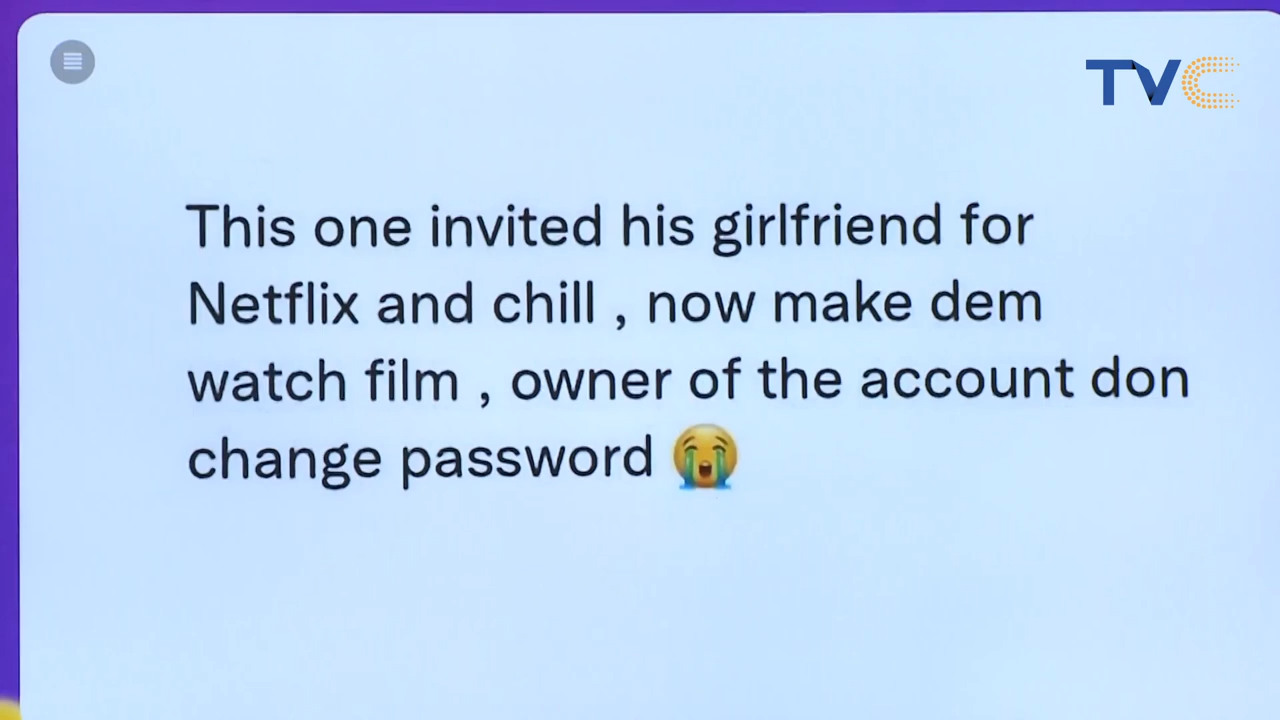 TVC
This one invited his girlfriend for
Netflix and chill , now make dem
watch film , owner of the account don
change password 😭